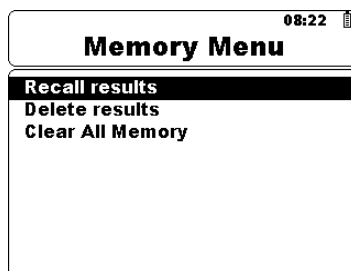 08:22
Memory Menu
Recall results
Delete results
Clear All Memory